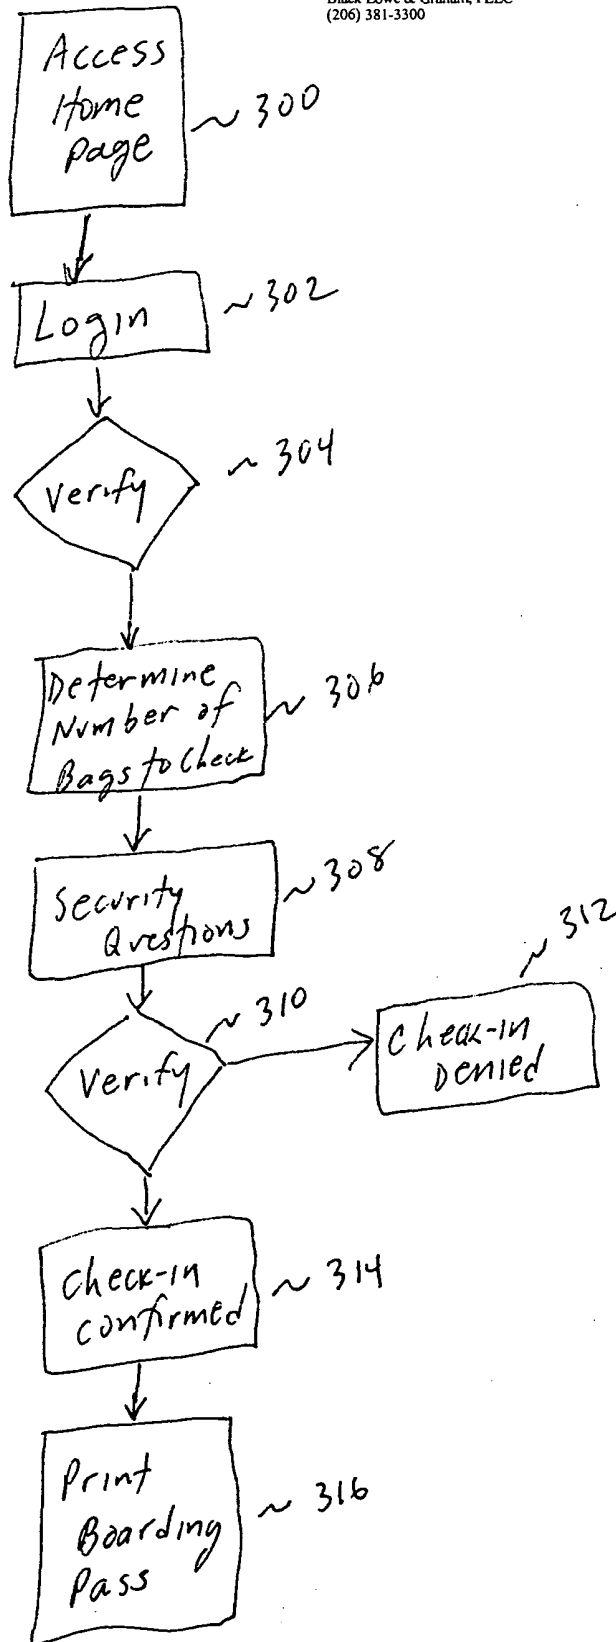 Black Lowe & Graham, PLLC
(206) 381-3300
Access
Home
Page
~ 300
Login
~ 302
Verify
~ 304
Determine
Number of
Bags to Check
~ 306
Security
Questions
~ 308
Verify
~ 310
~ 312
Check-in
Denied
Check-in
confirmed
~ 314
Print
Boarding
Pass
~ 316